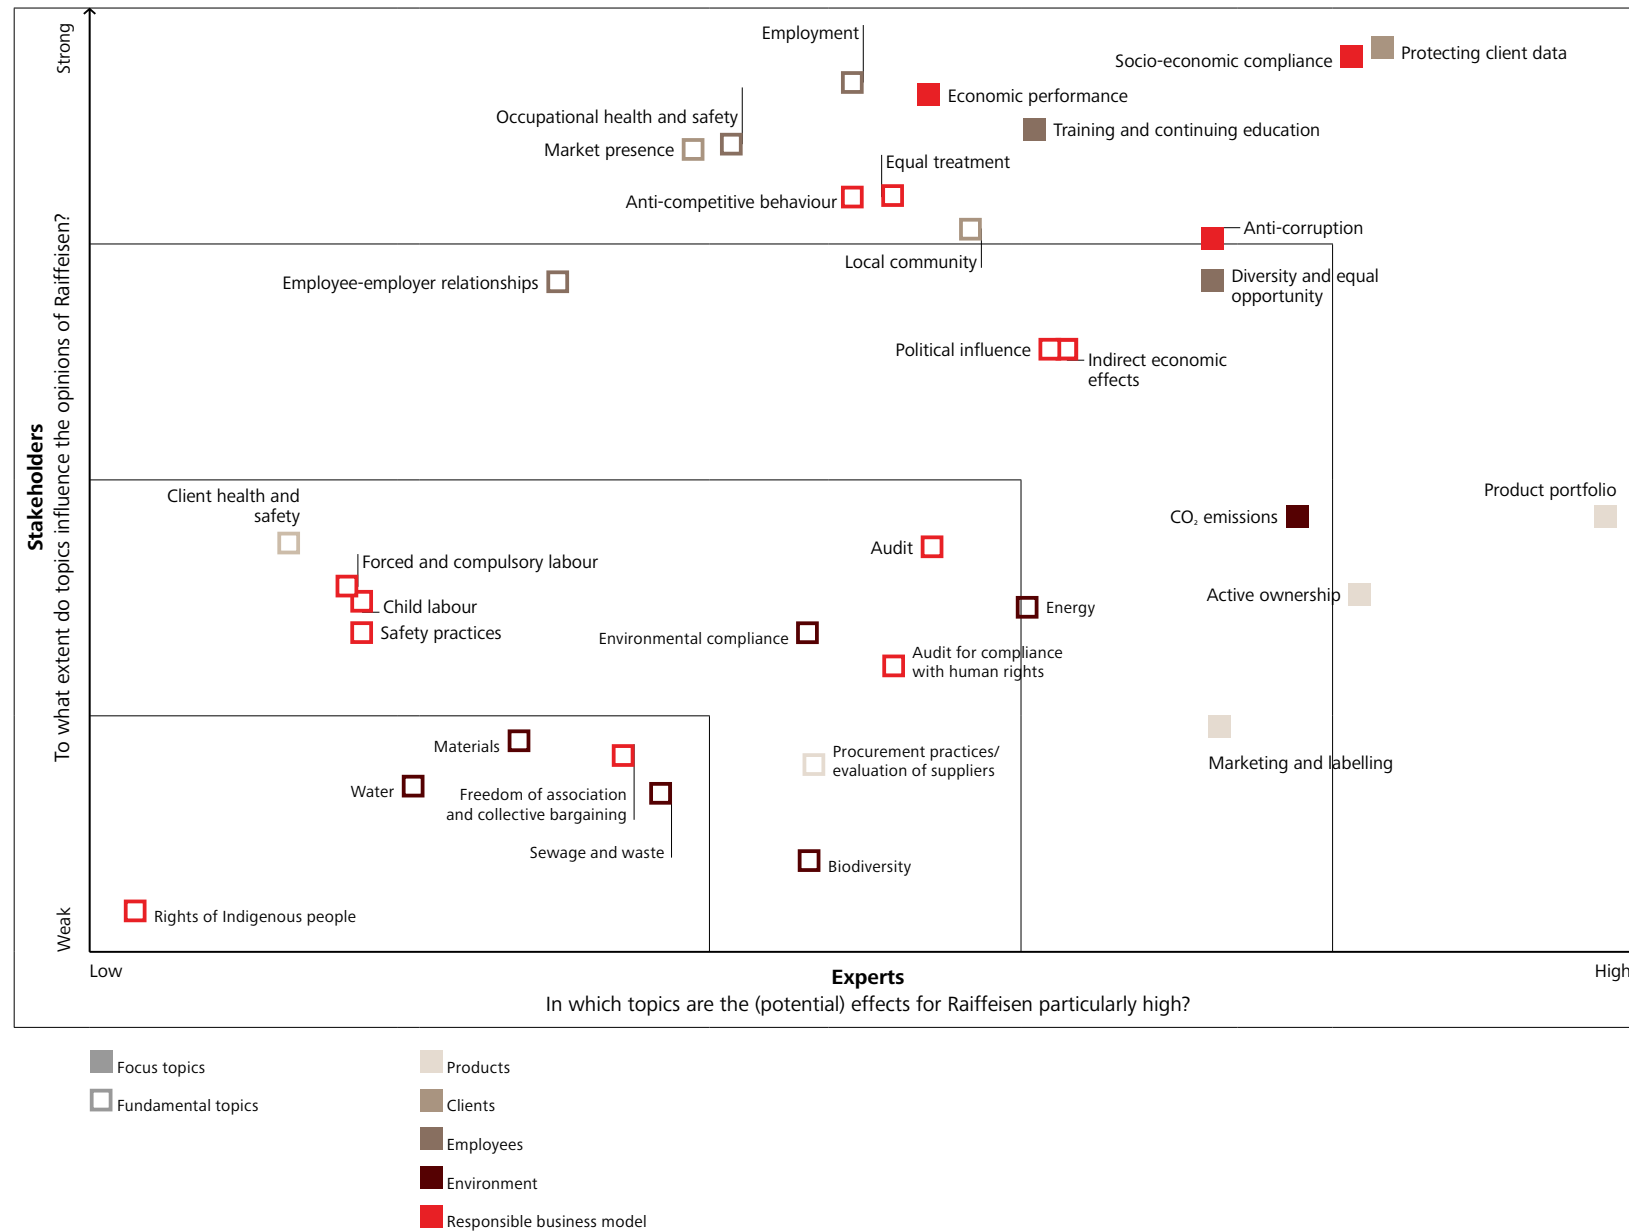 Strong
Employment
Socio-economic compliance
Protecting client data
Economic performance
Occupational health and safety
Training and continuing education
Market presence
Equal treatment
Anti-competitive behaviour
Anti-corruption
Local community
Employee-employer relationships
Diversity and equal
opportunity
Political influence
Indirect economic
effects
Stakeholders
To what extent do topics influence the opinions of Raiffeisen?
Product portfolio
Client health and
safety
CO₂ emissions
Audit
Forced and compulsory labour
Active ownership
Child labour
Energy
Safety practices
Environmental compliance
Audit for compliance
with human rights
Materials
Procurement practices/
evaluation of suppliers
Marketing and labelling
Water
Freedom of association
and collective bargaining
Sewage and waste
Biodiversity
Rights of Indigenous people
Weak
Low
High
Experts
In which topics are the (potential) effects for Raiffeisen particularly high?
Focus topics
Fundamental topics
Products
Clients
Employees
Environment
Responsible business model